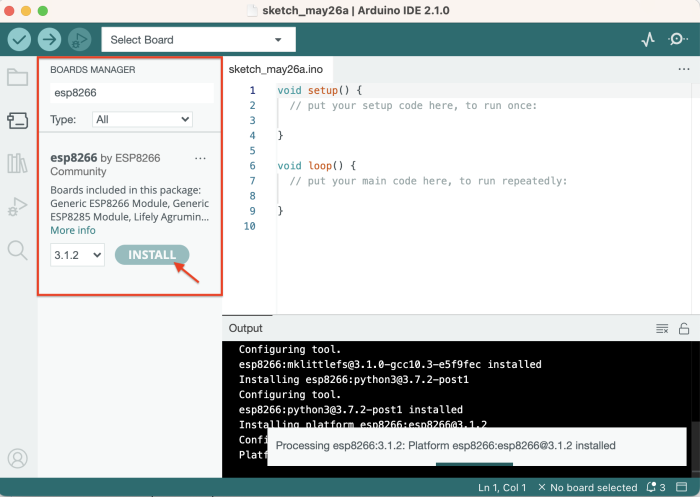 sketch_may26a | Arduino IDE 2.1.0
Select Board
BOARDS MANAGER
esp8266
Type: All
esp8266 by ESP8266
Community
Boards included in this package:
Generic ESP8266 Module, Generic
ESP8285 Module, Lifely Agrumin...
More info
3.1.2 INSTALL
sketch_may26a.ino
1 void setup() {
2 // put your setup code here, to run once:
3
4 }
5
6 void loop() {
7 // put your main code here, to run repeatedly:
8
9 }
10
Output
Configuring tool.
esp8266:mklittlefs@3.1.0-gcc10.3-e5f9fec installed
Installing esp8266:python3@3.7.2-post1
Configuring tool.
esp8266:python3@3.7.2-post1 installed
Installing platform esp8266:esp8266@3.1.2
Processing esp8266:3.1.2: Platform esp8266:esp8266@3.1.2 installed
Ln 1, Col 1 No board selected 3